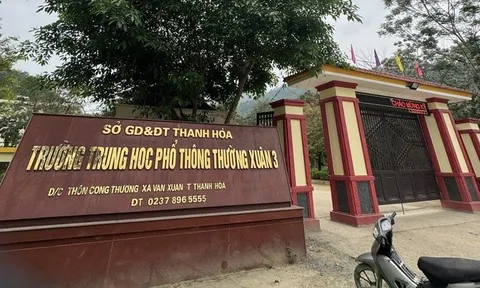 SỞ GD&ĐT THANH HÓA
TRƯỜNG TRUNG HỌC PHỔ THÔNG THƯỜNG XUÂN 3
Đ/C THÔN CÔNG THƯƠNG XÃ VẠN XUÂN T THANH HÓA
ĐT 0237 896 5555
CHÀO MỪNG